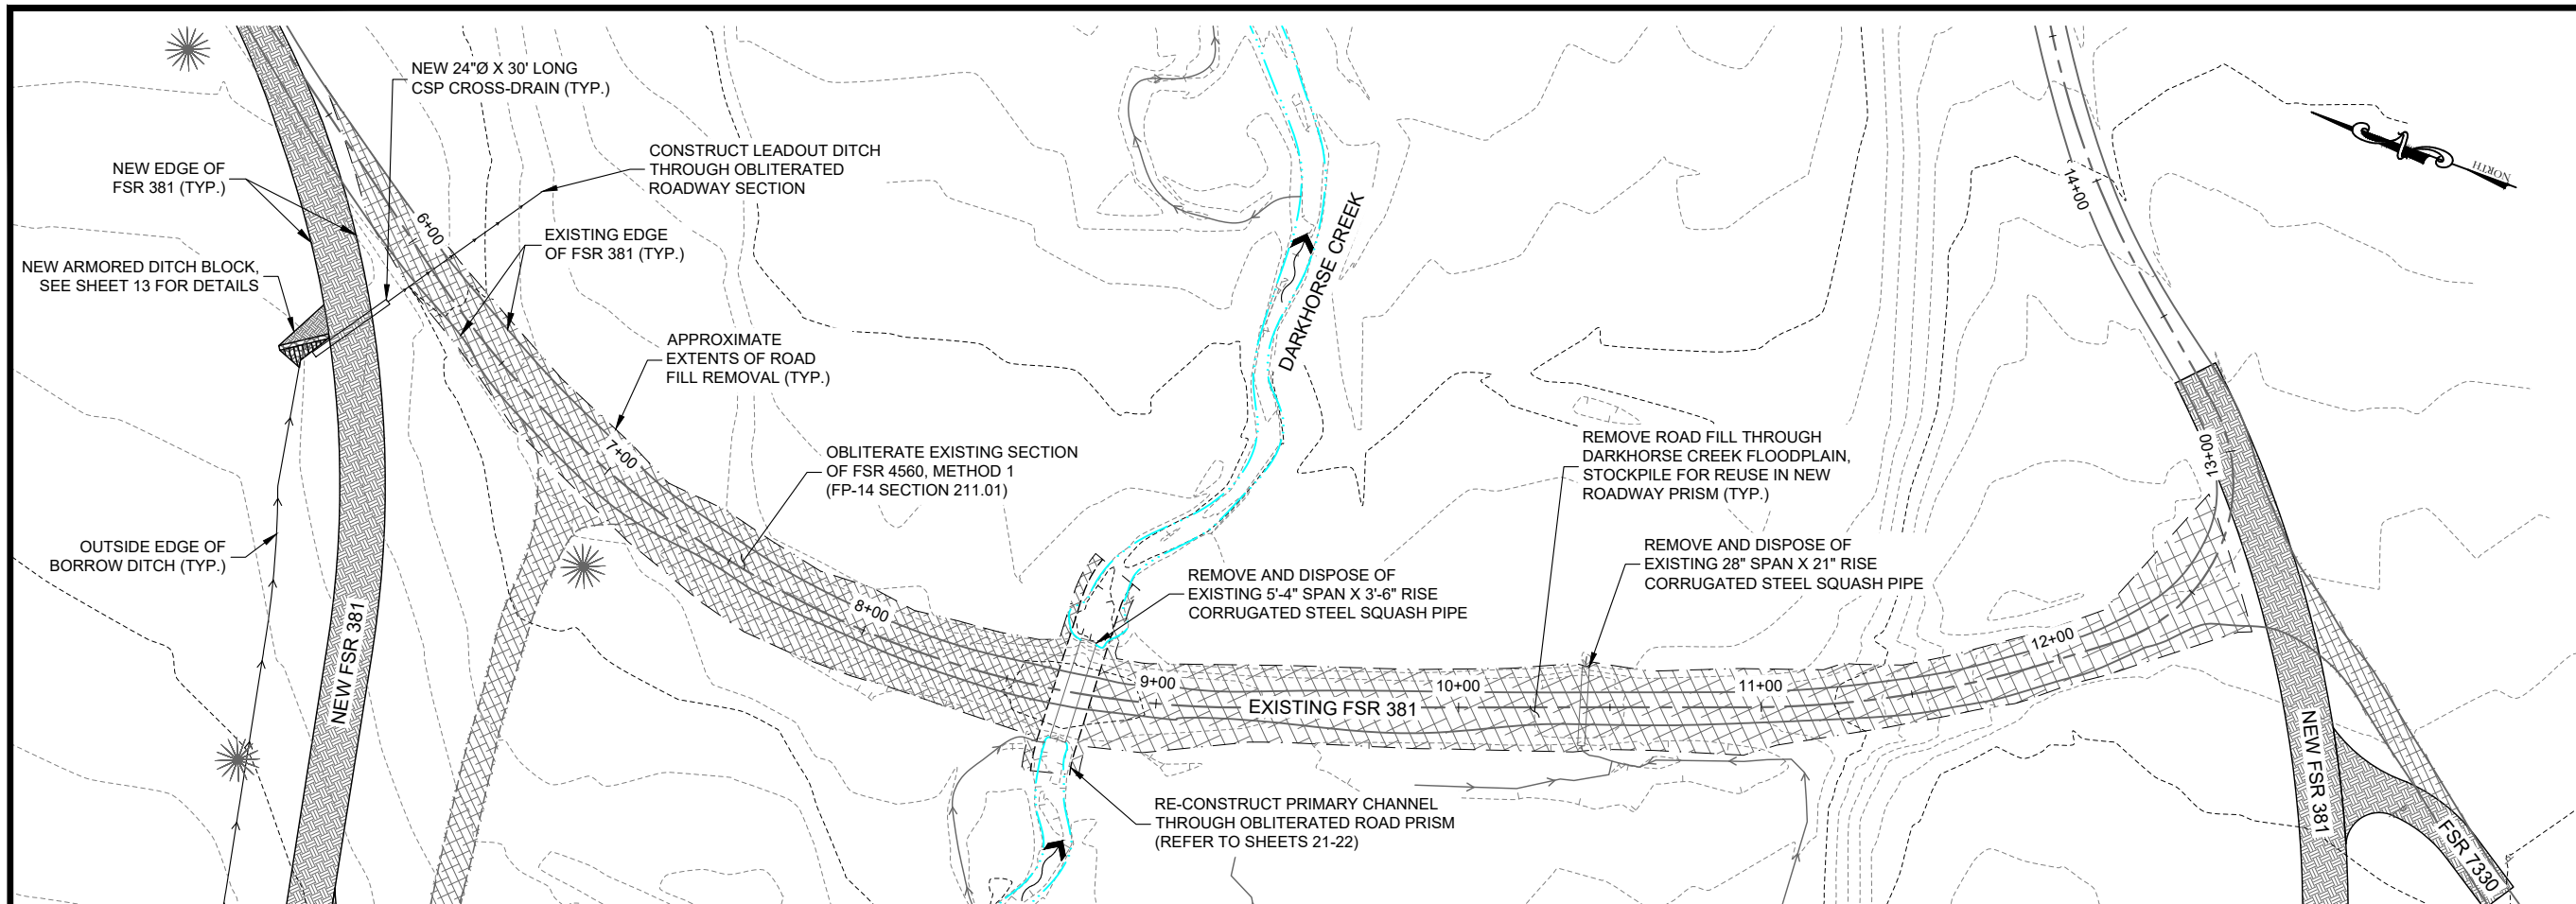 NEW 24"Ø X 30' LONG
CSP CROSS-DRAIN (TYP.)
CONSTRUCT LEADOUT DITCH
THROUGH OBLITERATED
ROADWAY SECTION
NEW EDGE OF
FSR 381 (TYP.)
6+00
EXISTING EDGE
OF FSR 381 (TYP.)
NEW ARMORED DITCH BLOCK,
SEE SHEET 13 FOR DETAILS
APPROXIMATE
EXTENTS OF ROAD
FILL REMOVAL (TYP.)
7+00
OBLITERATE EXISTING SECTION
OF FSR 4560, METHOD 1
(FP-14 SECTION 211.01)
OUTSIDE EDGE OF
BORROW DITCH (TYP.)
NEW FSR 381
8+00
DARKHORSE CREEK
REMOVE AND DISPOSE OF
EXISTING 5'-4" SPAN X 3'-6" RISE
CORRUGATED STEEL SQUASH PIPE
9+00
EXISTING FSR 381
10+00
11+00
12+00
13+00
14+00
REMOVE ROAD FILL THROUGH
DARKHORSE CREEK FLOODPLAIN,
STOCKPILE FOR REUSE IN NEW
ROADWAY PRISM (TYP.)
REMOVE AND DISPOSE OF
EXISTING 28" SPAN X 21" RISE
CORRUGATED STEEL SQUASH PIPE
RE-CONSTRUCT PRIMARY CHANNEL
THROUGH OBLITERATED ROAD PRISM
(REFER TO SHEETS 21-22)
NEW FSR 381
FSR 7330
N
NORTH